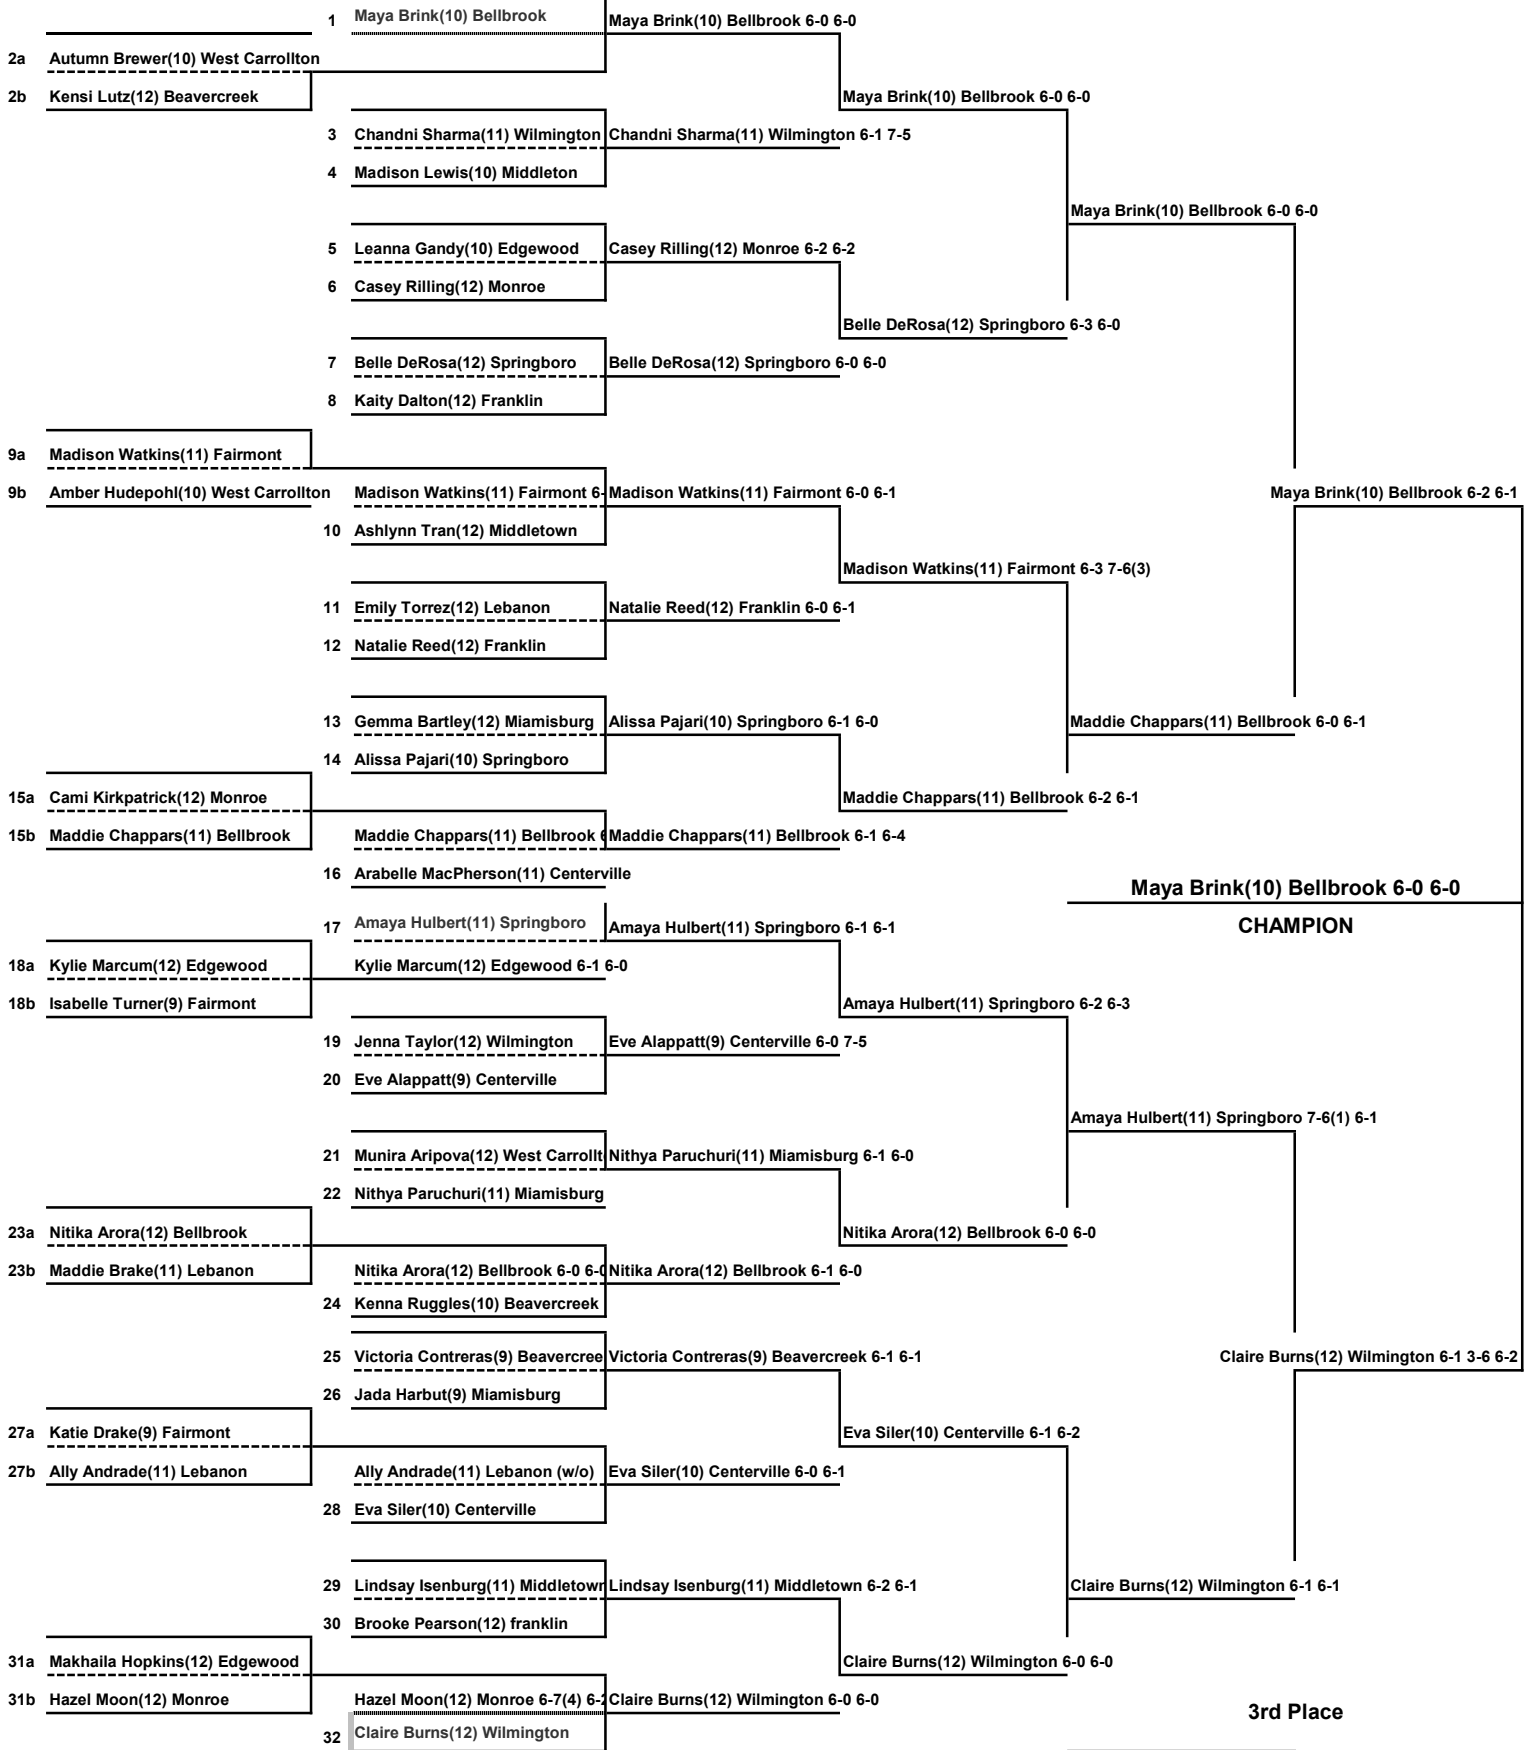 1 Maya Brink(10) Bellbrook Maya Brink(10) Bellbrook 6-0 6-0
2a Autumn Brewer(10) West Carrollton
2b Kensi Lutz(12) Beavercreek Maya Brink(10) Bellbrook 6-0 6-0
3 Chandni Sharma(11) Wilmington Chandni Sharma(11) Wilmington 6-1 7-5
4 Madison Lewis(10) Middleton
Maya Brink(10) Bellbrook 6-0 6-0
5 Leanna Gandy(10) Edgewood Casey Rilling(12) Monroe 6-2 6-2
6 Casey Rilling(12) Monroe
Belle DeRosa(12) Springboro 6-3 6-0
7 Belle DeRosa(12) Springboro Belle DeRosa(12) Springboro 6-0 6-0
8 Kaity Dalton(12) Franklin
9a Madison Watkins(11) Fairmont
9b Amber Hudepohl(10) West Carrollton Madison Watkins(11) Fairmont 6- Madison Watkins(11) Fairmont 6-0 6-1 Maya Brink(10) Bellbrook 6-2 6-1
10 Ashlynn Tran(12) Middletown
Madison Watkins(11) Fairmont 6-3 7-6(3)
11 Emily Torrez(12) Lebanon Natalie Reed(12) Franklin 6-0 6-1
12 Natalie Reed(12) Franklin
13 Gemma Bartley(12) Miamisburg Alissa Pajari(10) Springboro 6-1 6-0 Maddie Chappars(11) Bellbrook 6-0 6-1
14 Alissa Pajari(10) Springboro
15a Cami Kirkpatrick(12) Monroe Maddie Chappars(11) Bellbrook 6-2 6-1
15b Maddie Chappars(11) Bellbrook Maddie Chappars(11) Bellbrook Maddie Chappars(11) Bellbrook 6-1 6-4
16 Arabelle MacPherson(11) Centerville
Maya Brink(10) Bellbrook 6-0 6-0
17 Amaya Hulbert(11) Springboro Amaya Hulbert(11) Springboro 6-1 6-1 CHAMPION
18a Kylie Marcum(12) Edgewood Kylie Marcum(12) Edgewood 6-1 6-0
18b Isabelle Turner(9) Fairmont Amaya Hulbert(11) Springboro 6-2 6-3
19 Jenna Taylor(12) Wilmington Eve Alappatt(9) Centerville 6-0 7-5
20 Eve Alappatt(9) Centerville
Amaya Hulbert(11) Springboro 7-6(1) 6-1
21 Munira Aripova(12) West Carrollt Nithya Paruchuri(11) Miamisburg 6-1 6-0
22 Nithya Paruchuri(11) Miamisburg
23a Nitika Arora(12) Bellbrook Nitika Arora(12) Bellbrook 6-0 6-0
23b Maddie Brake(11) Lebanon Nitika Arora(12) Bellbrook 6-0 6-0 Nitika Arora(12) Bellbrook 6-1 6-0
24 Kenna Ruggles(10) Beavercreek
25 Victoria Contreras(9) Beavercree Victoria Contreras(9) Beavercreek 6-1 6-1 Claire Burns(12) Wilmington 6-1 3-6 6-2
26 Jada Harbut(9) Miamisburg
27a Katie Drake(9) Fairmont Eva Siler(10) Centerville 6-1 6-2
27b Ally Andrade(11) Lebanon Ally Andrade(11) Lebanon (w/o) Eva Siler(10) Centerville 6-0 6-1
28 Eva Siler(10) Centerville
29 Lindsay Isenburg(11) Middletown Lindsay Isenburg(11) Middletown 6-2 6-1 Claire Burns(12) Wilmington 6-1 6-1
30 Brooke Pearson(12) franklin
31a Makhaila Hopkins(12) Edgewood Claire Burns(12) Wilmington 6-0 6-0
31b Hazel Moon(12) Monroe Hazel Moon(12) Monroe 6-7(4) 6-2 Claire Burns(12) Wilmington 6-0 6-0
3rd Place
32 Claire Burns(12) Wilmington